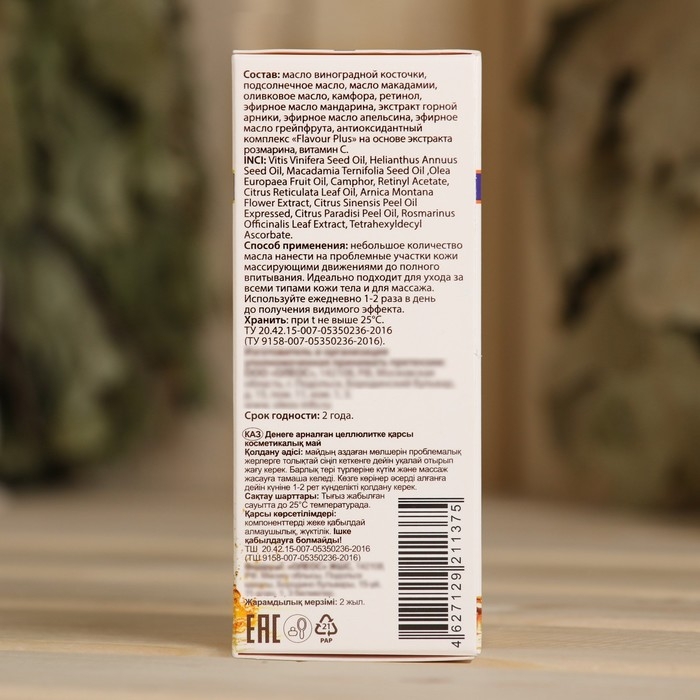 Состав: масло виноградной косточки,
подсолнечное масло, масло макадамии,
оливковое масло, камфора, ретинол,
эфирное масло мандарина, экстракт горной
арники, эфирное масло апельсина, эфирное
масло грейпфрута, антиоксидантный
комплекс «Flavour Plus» на основе экстракта
розмарина, витамин С.
INCI: Vitis Vinifera Seed Oil, Helianthus Annuus
Seed Oil, Macadamia Ternifolia Seed Oil ,Olea
Europaea Fruit Oil, Camphor, Retinyl Acetate,
Citrus Reticulata Leaf Oil, Arnica Montana
Flower Extract, Citrus Sinensis Peel Oil
Expressed, Citrus Paradisi Peel Oil, Rosmarinus
Officinalis Leaf Extract, Tetrahexyldecyl
Ascorbate.
Способ применения: небольшое количество
масла нанести на проблемные участки кожи
массирующими движениями до полного
впитывания. Идеально подходит для ухода за
всеми типами кожи тела и для массажа.
Используйте ежедневно 1-2 раза в день
до получения видимого эффекта.
Хранить: при t не выше 25°C.
ТУ 20.42.15-007-05350236-2016
(ТУ 9158-007-05350236-2016).
Срок годности: 2 года.
КАЗ Денеге арналған целлюлитке қарсы
косметикалық май
Қолдану әдісі: майдың аздаған мөлшерін проблемалық
жерлерге толықтай сіңіп кеткенге дейін уқалай отырып
жағу керек. Барлық тері түрлеріне күтім және массаж
жасауға тамаша келеді. Көзге көрінер әсерді алғанға
дейін күніне 1-2 рет күнделікті қолдану керек.
Сақтау шарттары: Тығыз жабылған
сауытта до 25°C температурада.
Қарсы көрсетілімдері:
компоненттерді жеке қабылдай
алмаушылық, жүктілік. Ішке
қабылдауға болмайды!
ТШ 20.42.15-007-05350236-2016
(ТШ 9158-007-05350236-2016)
Жарамдылық мерзімі: 2 жыл.
EAC
21
PAP
4 627129 211375